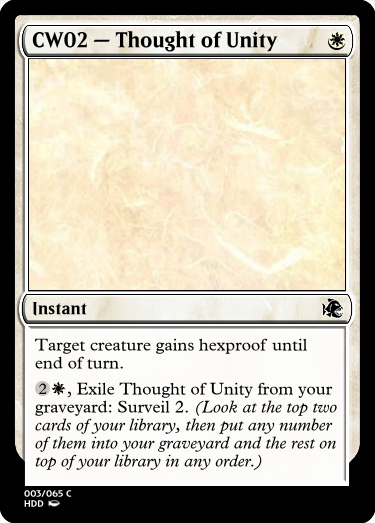 CW02 — Thought of Unity
Instant
Target creature gains hexproof until
end of turn.
2, Exile Thought of Unity from your
graveyard: Surveil 2. (Look at the top two
cards of your library, then put any number
of them into your graveyard and the rest on
top of your library in any order.)
003/065 C
HDD